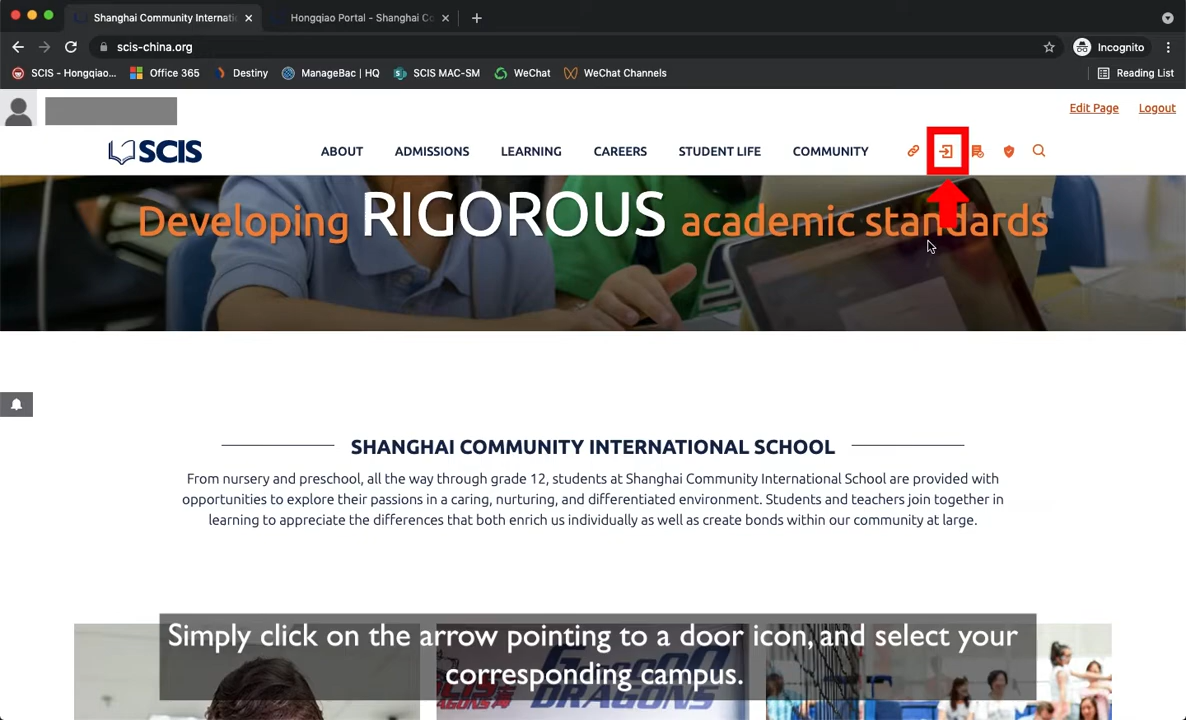 Shanghai Community Internati
Hongqiao Portal - Shanghai Co
scis-china.org
Incognito
SCIS - Hongqiao...
Office 365
Destiny
ManageBac | HQ
SCIS MAC-SM
WeChat
WeChat Channels
Reading List
Edit Page
Logout
SCIS
ABOUT
ADMISSIONS
LEARNING
CAREERS
STUDENT LIFE
COMMUNITY
Developing RIGOROUS academic standards
SHANGHAI COMMUNITY INTERNATIONAL SCHOOL
From nursery and preschool, all the way through grade 12, students at Shanghai Community International School are provided with
opportunities to explore their passions in a caring, nurturing, and differentiated environment. Students and teachers join together in
learning to appreciate the differences that both enrich us individually as well as create bonds within our community at large.
Simply click on the arrow pointing to a door icon, and select your
corresponding campus.
DRAGONS